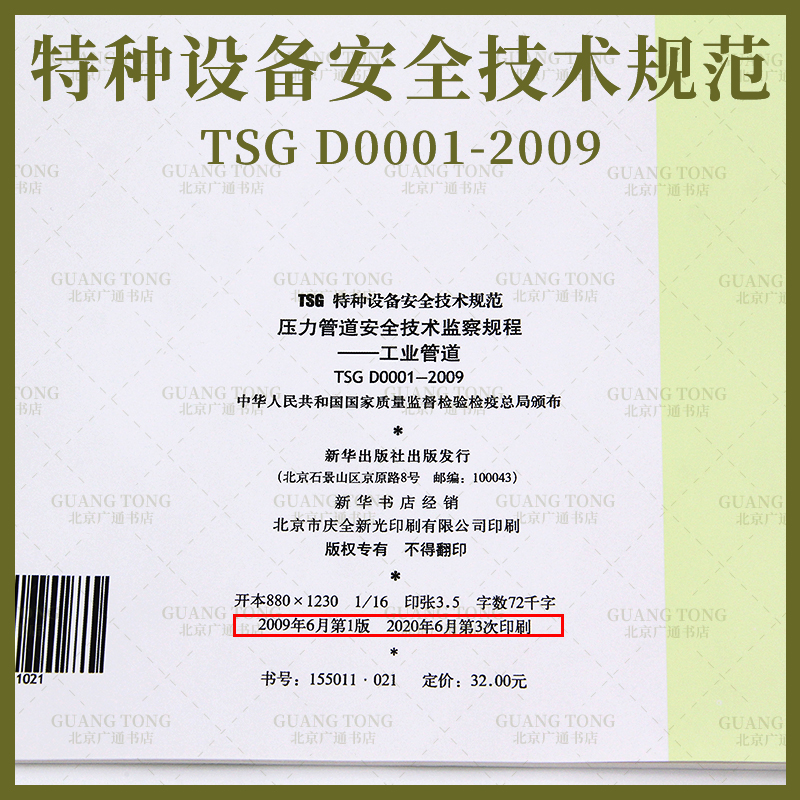 特种设备安全技术规范
TSG D0001-2009
GUANG TONG
北京广通书店
TSG 特种设备安全技术规范
压力管道安全技术监察规程
——工业管道
TSG D0001—2009
中华人民共和国国家质量监督检验检疫总局颁布
*
新华出版社出版发行
(北京石景山区京原路8号 邮编：100043)
新华书店经销
北京市庆全新光印刷有限公司印刷
版权专有 不得翻印
*
开本880×1230 1/16 印张3.5 字数72千字
2009年6月第1版 2020年6月第3次印刷
*
书号：155011·021 定价：32.00元
1021